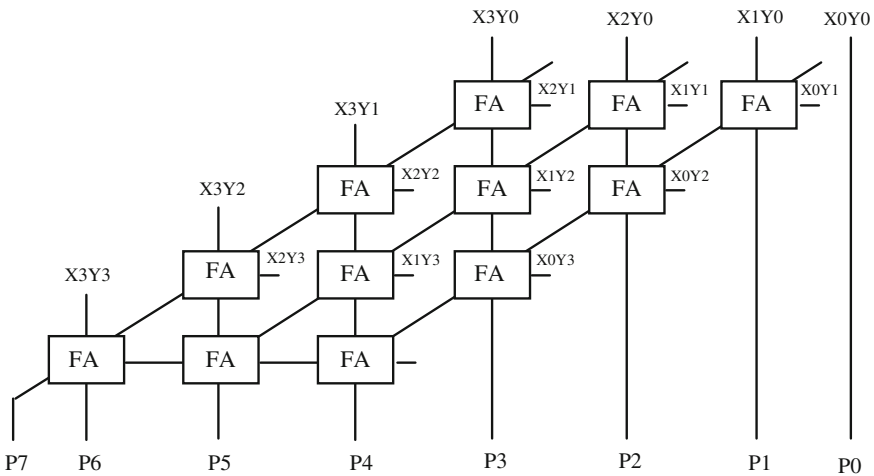 X3Y0 X2Y0 X1Y0 X0Y0
FA X2Y1 FA X1Y1 FA X0Y1
X3Y1
FA X2Y2 FA X1Y2 FA X0Y2
X3Y2
FA X2Y3 FA X1Y3 FA X0Y3
X3Y3
FA FA FA
P7 P6 P5 P4 P3 P2 P1 P0